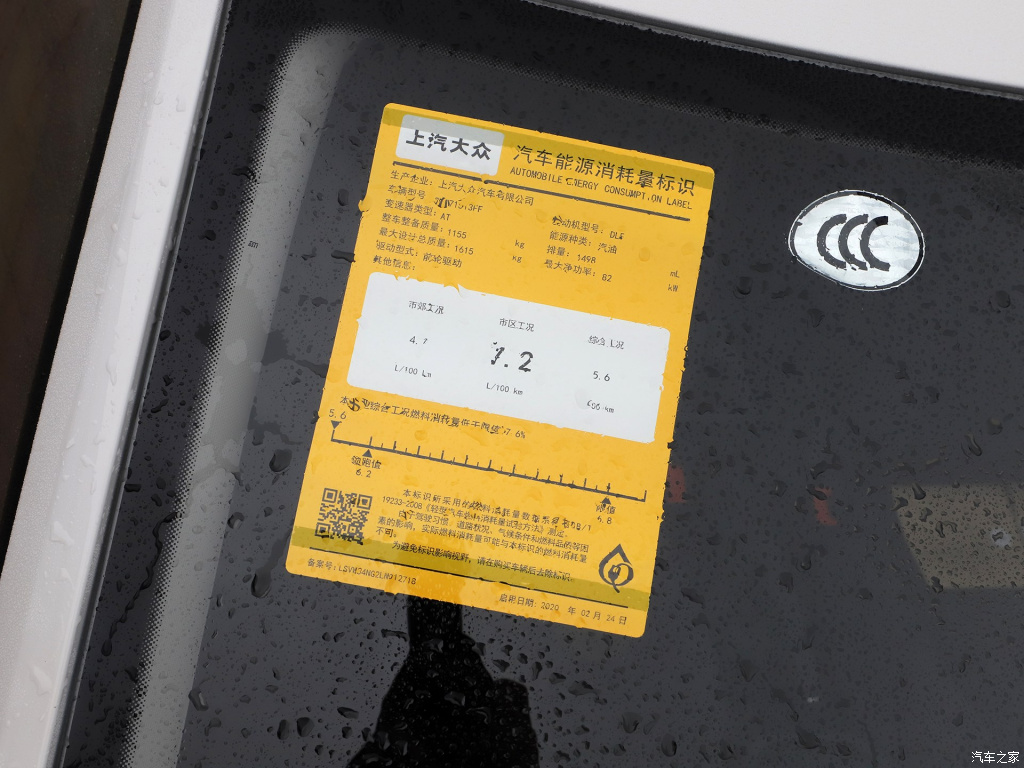 上汽大众
汽车能源消耗量标识
AUTOMOBILE ENERGY CONSUMPTION LABEL
生产企业: 上汽大众汽车有限公司
车辆型号
变速器类型: AT
整车整备质量: 1155 kg
最大设计总质量: 1615 kg
驱动型式: 前轮驱动
其他信息:
发动机型号: DLF
能源种类: 汽油
排量: 1498 mL
最大净功率: 82 kW
市郊工况 市区工况 综合工况
4.7 7.2 5.6
L/100 km L/100 km km
综合工况燃料消耗量低于限值 17.6%
5.6
领跑值 限值
6.2 6.8
本标识所采用的燃料消耗量数据系根据GB/T
19233-2008《轻型汽车燃料消耗量试验方法》测定。
由于驾驶习惯、道路状况、气候条件和燃料品质等因
素的影响, 实际燃料消耗量可能与本标识的燃料消耗量
不同。
为避免标识影响视野, 请在购买车辆后去除标识。
备案号:
启用日期: 2020 年 02 月 24 日
CCC
汽车之家